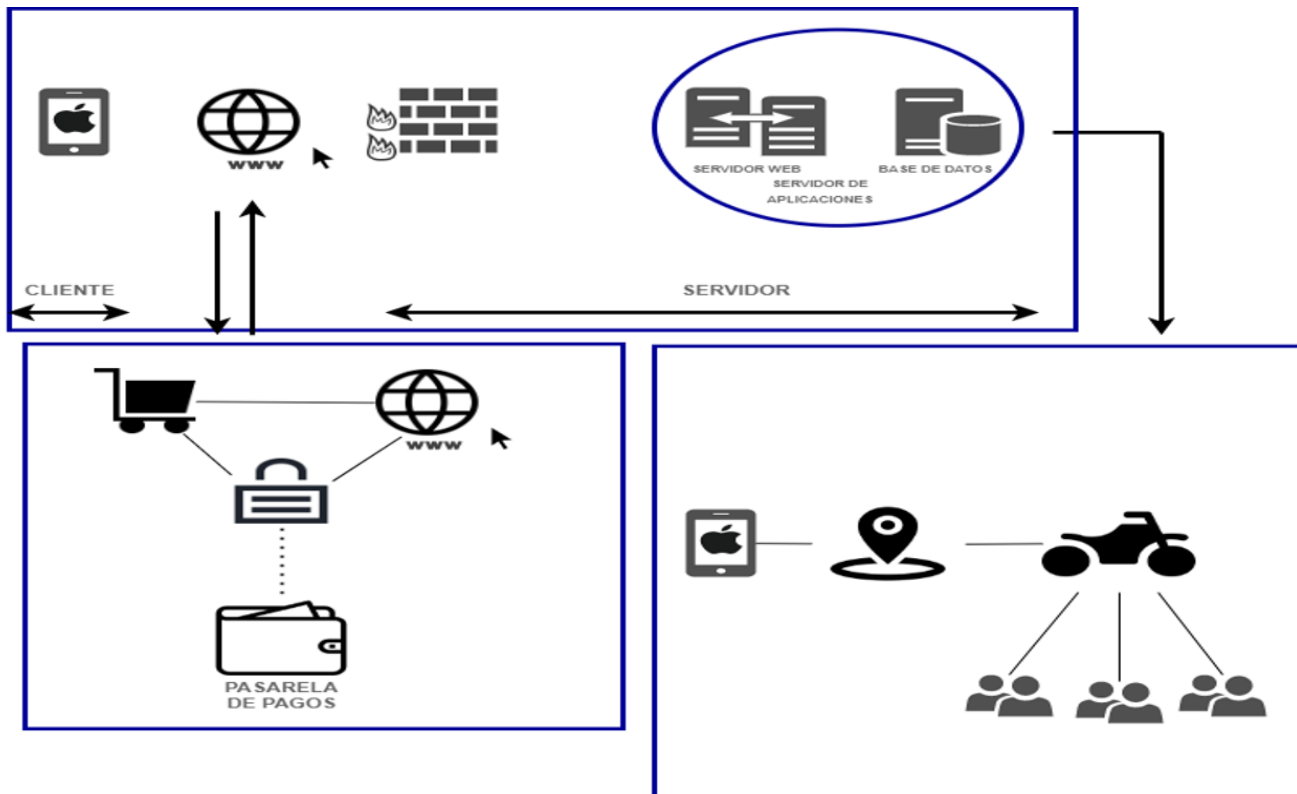 WWW
SERVIDOR WEB
SERVIDOR DE
APLICACIONES
BASE DE DATOS
CLIENTE
SERVIDOR
WWW
PASARELA
DE PAGOS